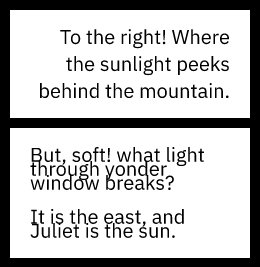 To the right! Where
the sunlight peeks
behind the mountain.
But, soft! what light
through yonder
window breaks?
It is the east, and
Juliet is the sun.